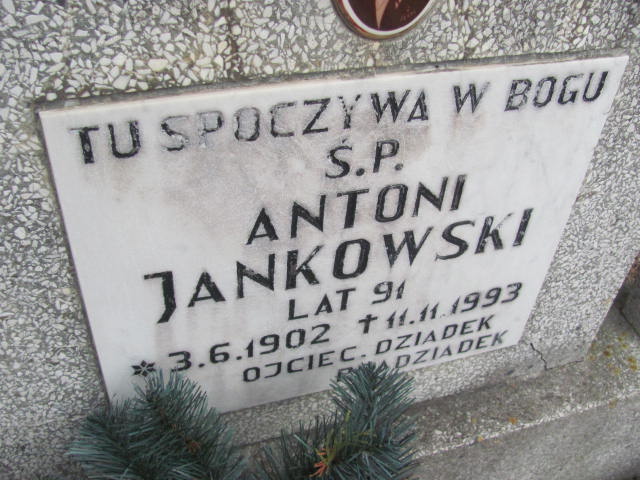 TU SPOCZYWA W BOGU
Ś.P.
ANTONI
JANKOWSKI
LAT 91
* 3.6.1902 † 11.11.1993
OJCIEC. DZIADEK
PRADZIADEK